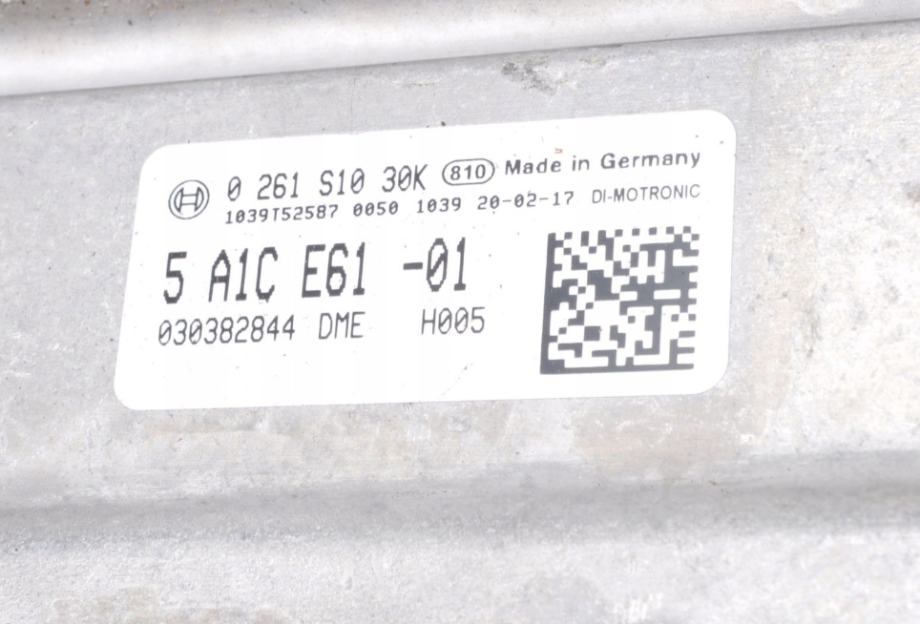 0 261 S10 30K 810 Made in Germany
1039T52587 0050 1039 20-02-17 DI-MOTRONIC
5 A1C E61 -01
030382844 DME H005